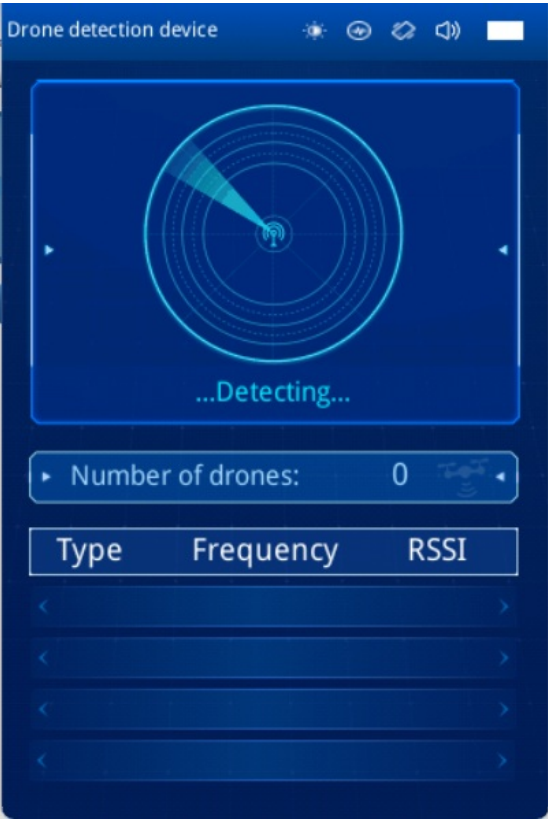 Drone detection device
...Detecting...
Number of drones: 0
Type Frequency RSSI